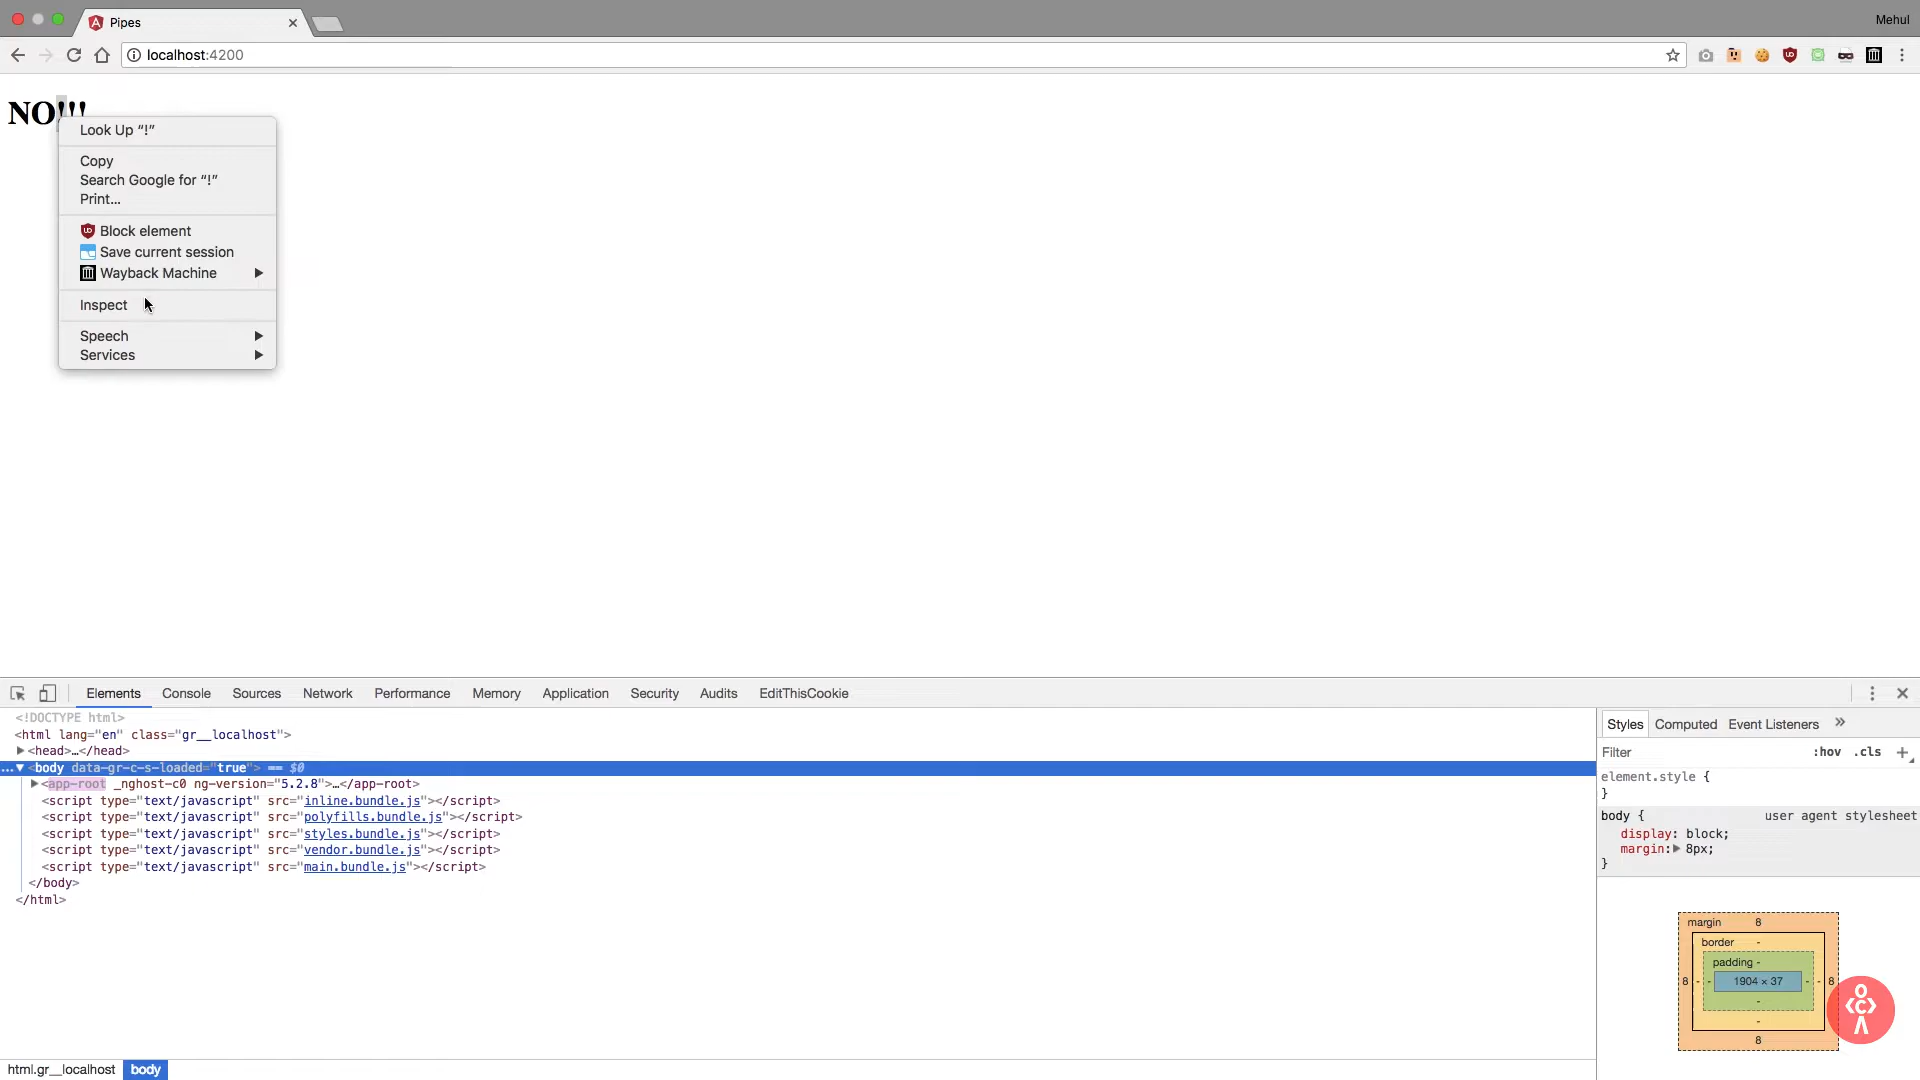 Pipes
Mehul
localhost:4200
NO!!!
Look Up “!”
Copy
Search Google for “!”
Print...
Block element
Save current session
Wayback Machine
Inspect
Speech
Services
Elements Console Sources Network Performance Memory Application Security Audits EditThisCookie
<!DOCTYPE html>
<html lang="en" class="gr__localhost">
<head>…</head>
… <body data-gr-c-s-loaded="true"> == $0
<app-root _nghost-c0 ng-version="5.2.8">…</app-root>
<script type="text/javascript" src="inline.bundle.js"></script>
<script type="text/javascript" src="polyfills.bundle.js"></script>
<script type="text/javascript" src="styles.bundle.js"></script>
<script type="text/javascript" src="vendor.bundle.js"></script>
<script type="text/javascript" src="main.bundle.js"></script>
</body>
</html>
html.gr__localhost body
Styles Computed Event Listeners »
Filter :hov .cls +
element.style {
}
body { user agent stylesheet
display: block;
margin: 8px;
}
margin 8
border -
padding -
8 - - 1904 × 37 - - 8
-
-
8